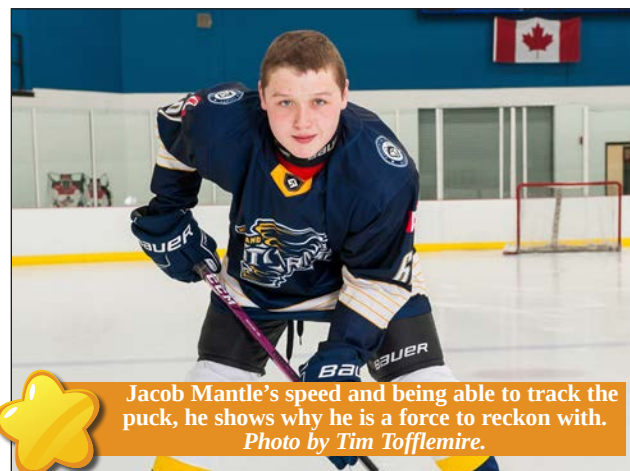 BAUER
BAUER
CCM
BAUER
BAU
Jacob Mantle’s speed and being able to track the
puck, he shows why he is a force to reckon with.
Photo by Tim Tofflemire.